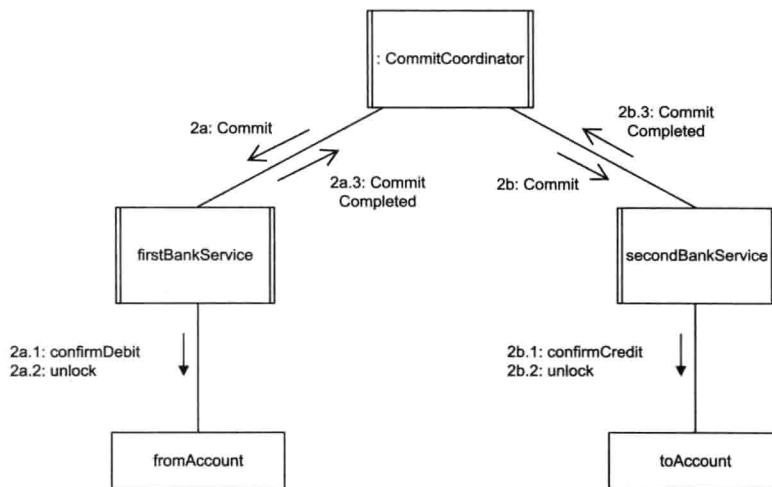 : CommitCoordinator
2a: Commit
2b.3: Commit
Completed
2a.3: Commit
Completed
2b: Commit
firstBankService
secondBankService
2a.1: confirmDebit
2a.2: unlock
2b.1: confirmCredit
2b.2: unlock
fromAccount
toAccount